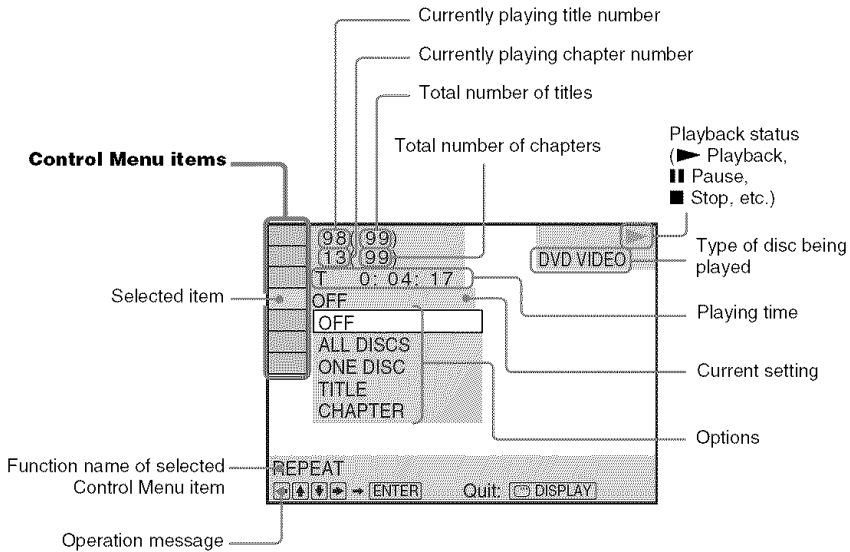 Currently playing title number
Currently playing chapter number
Total number of titles
Total number of chapters
Playback status
(▶ Playback,
❚❚ Pause,
■ Stop, etc.)
Control Menu items
98( 99)
13( 99)
DVD VIDEO
Type of disc being
played
T 0: 04: 17
Selected item
OFF
Playing time
OFF
ALL DISCS
ONE DISC
TITLE
CHAPTER
Current setting
Options
Function name of selected
Control Menu item
REPEAT
← ↑ ↓ → → ENTER Quit: DISPLAY
Operation message